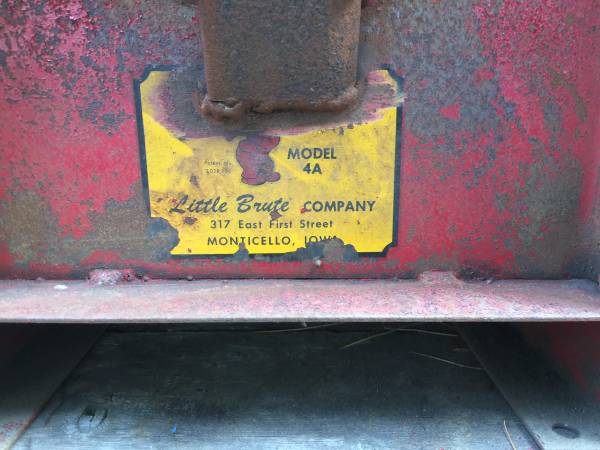 MODEL
4A
Little Brute COMPANY
317 East First Street
MONTICELLO, IOWA